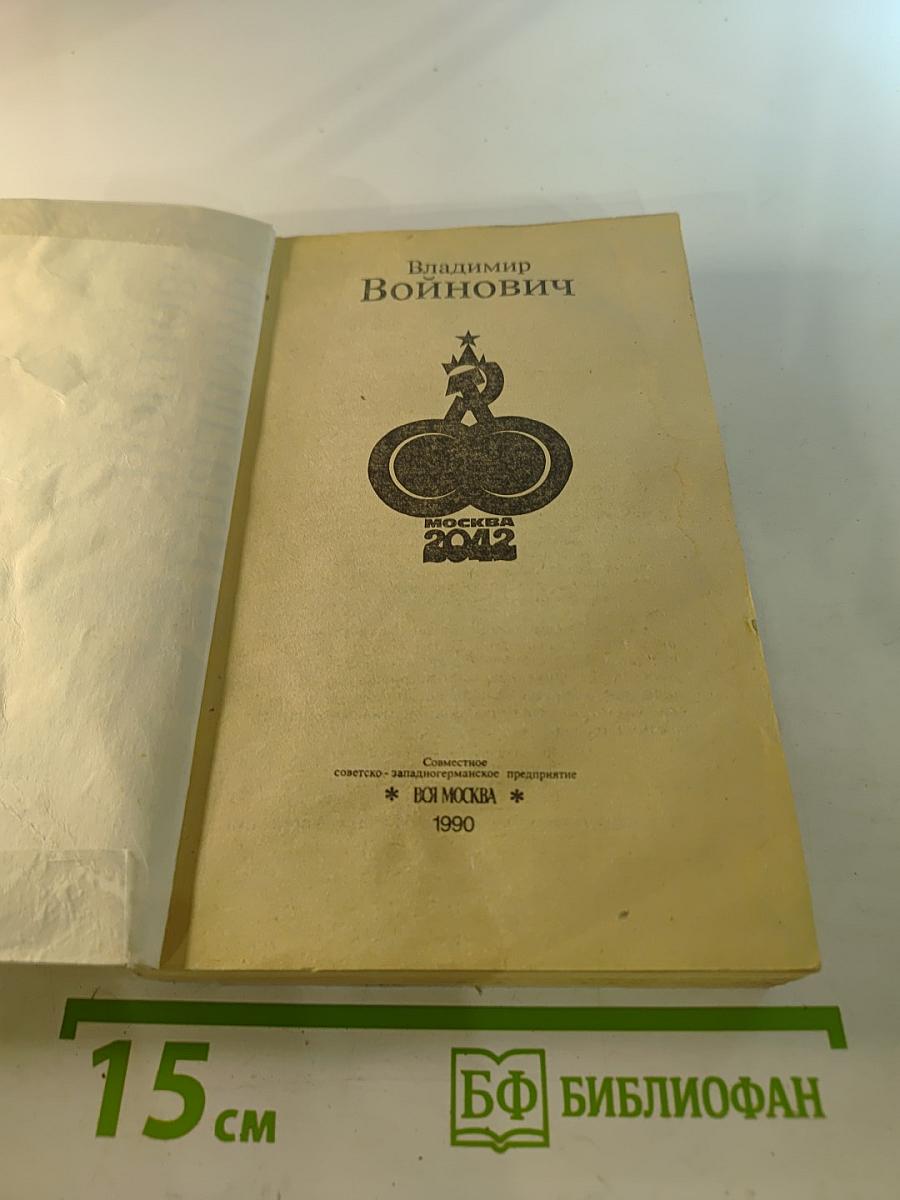 Владимир
Войнович
МОСКВА
2042
Совместное
советско-западногерманское предприятие
* ВСЯ МОСКВА *
1990
15 см
БФ БИБЛИОФАН